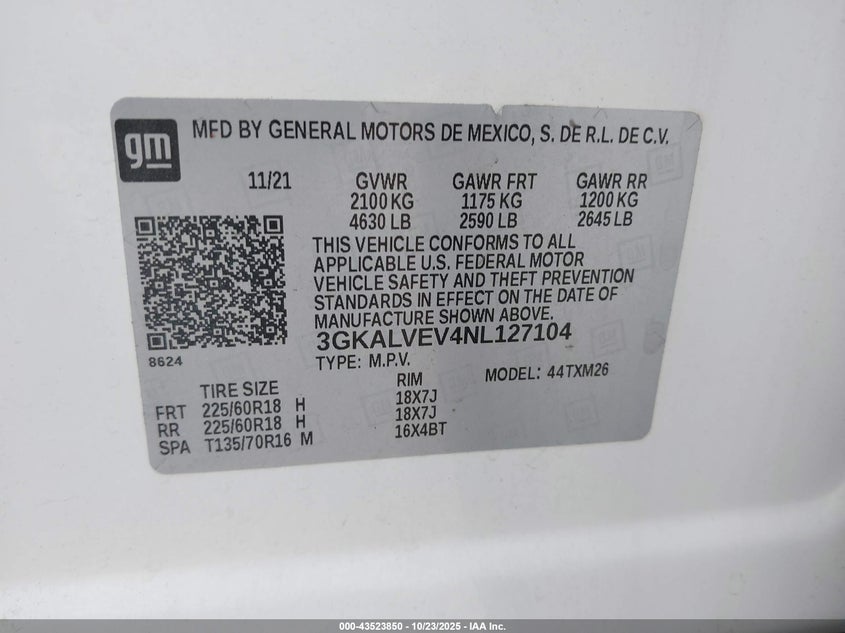 gm
MFD BY GENERAL MOTORS DE MEXICO, S. DE R.L. DE C.V.
11/21 GVWR GAWR FRT GAWR RR
2100 KG 1175 KG 1200 KG
4630 LB 2590 LB 2645 LB
THIS VEHICLE CONFORMS TO ALL
APPLICABLE U.S. FEDERAL MOTOR
VEHICLE SAFETY AND THEFT PREVENTION
STANDARDS IN EFFECT ON THE DATE OF
MANUFACTURE SHOWN ABOVE.
3GKALVEV4NL127104
8624
TYPE: M.P.V. MODEL: 44TXM26
TIRE SIZE RIM
FRT 225/60R18 H 18X7J
RR 225/60R18 H 18X7J
SPA T135/70R16 M 16X4BT
000-43523850 - 10/23/2025 - IAA Inc.